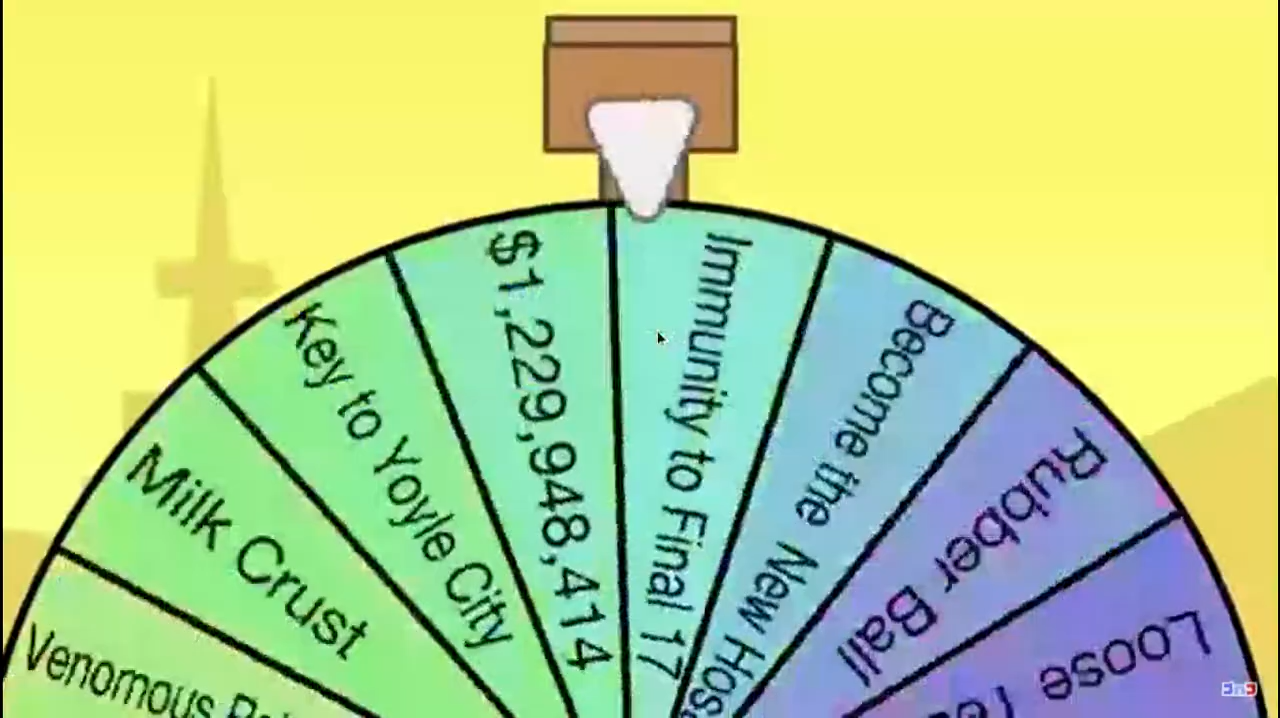 Venomous
Milk Crust
Key to Yoyle City
$1,229,948,414
Immunity to Final 17
Become the New Hos
Rubber Ball
Loose